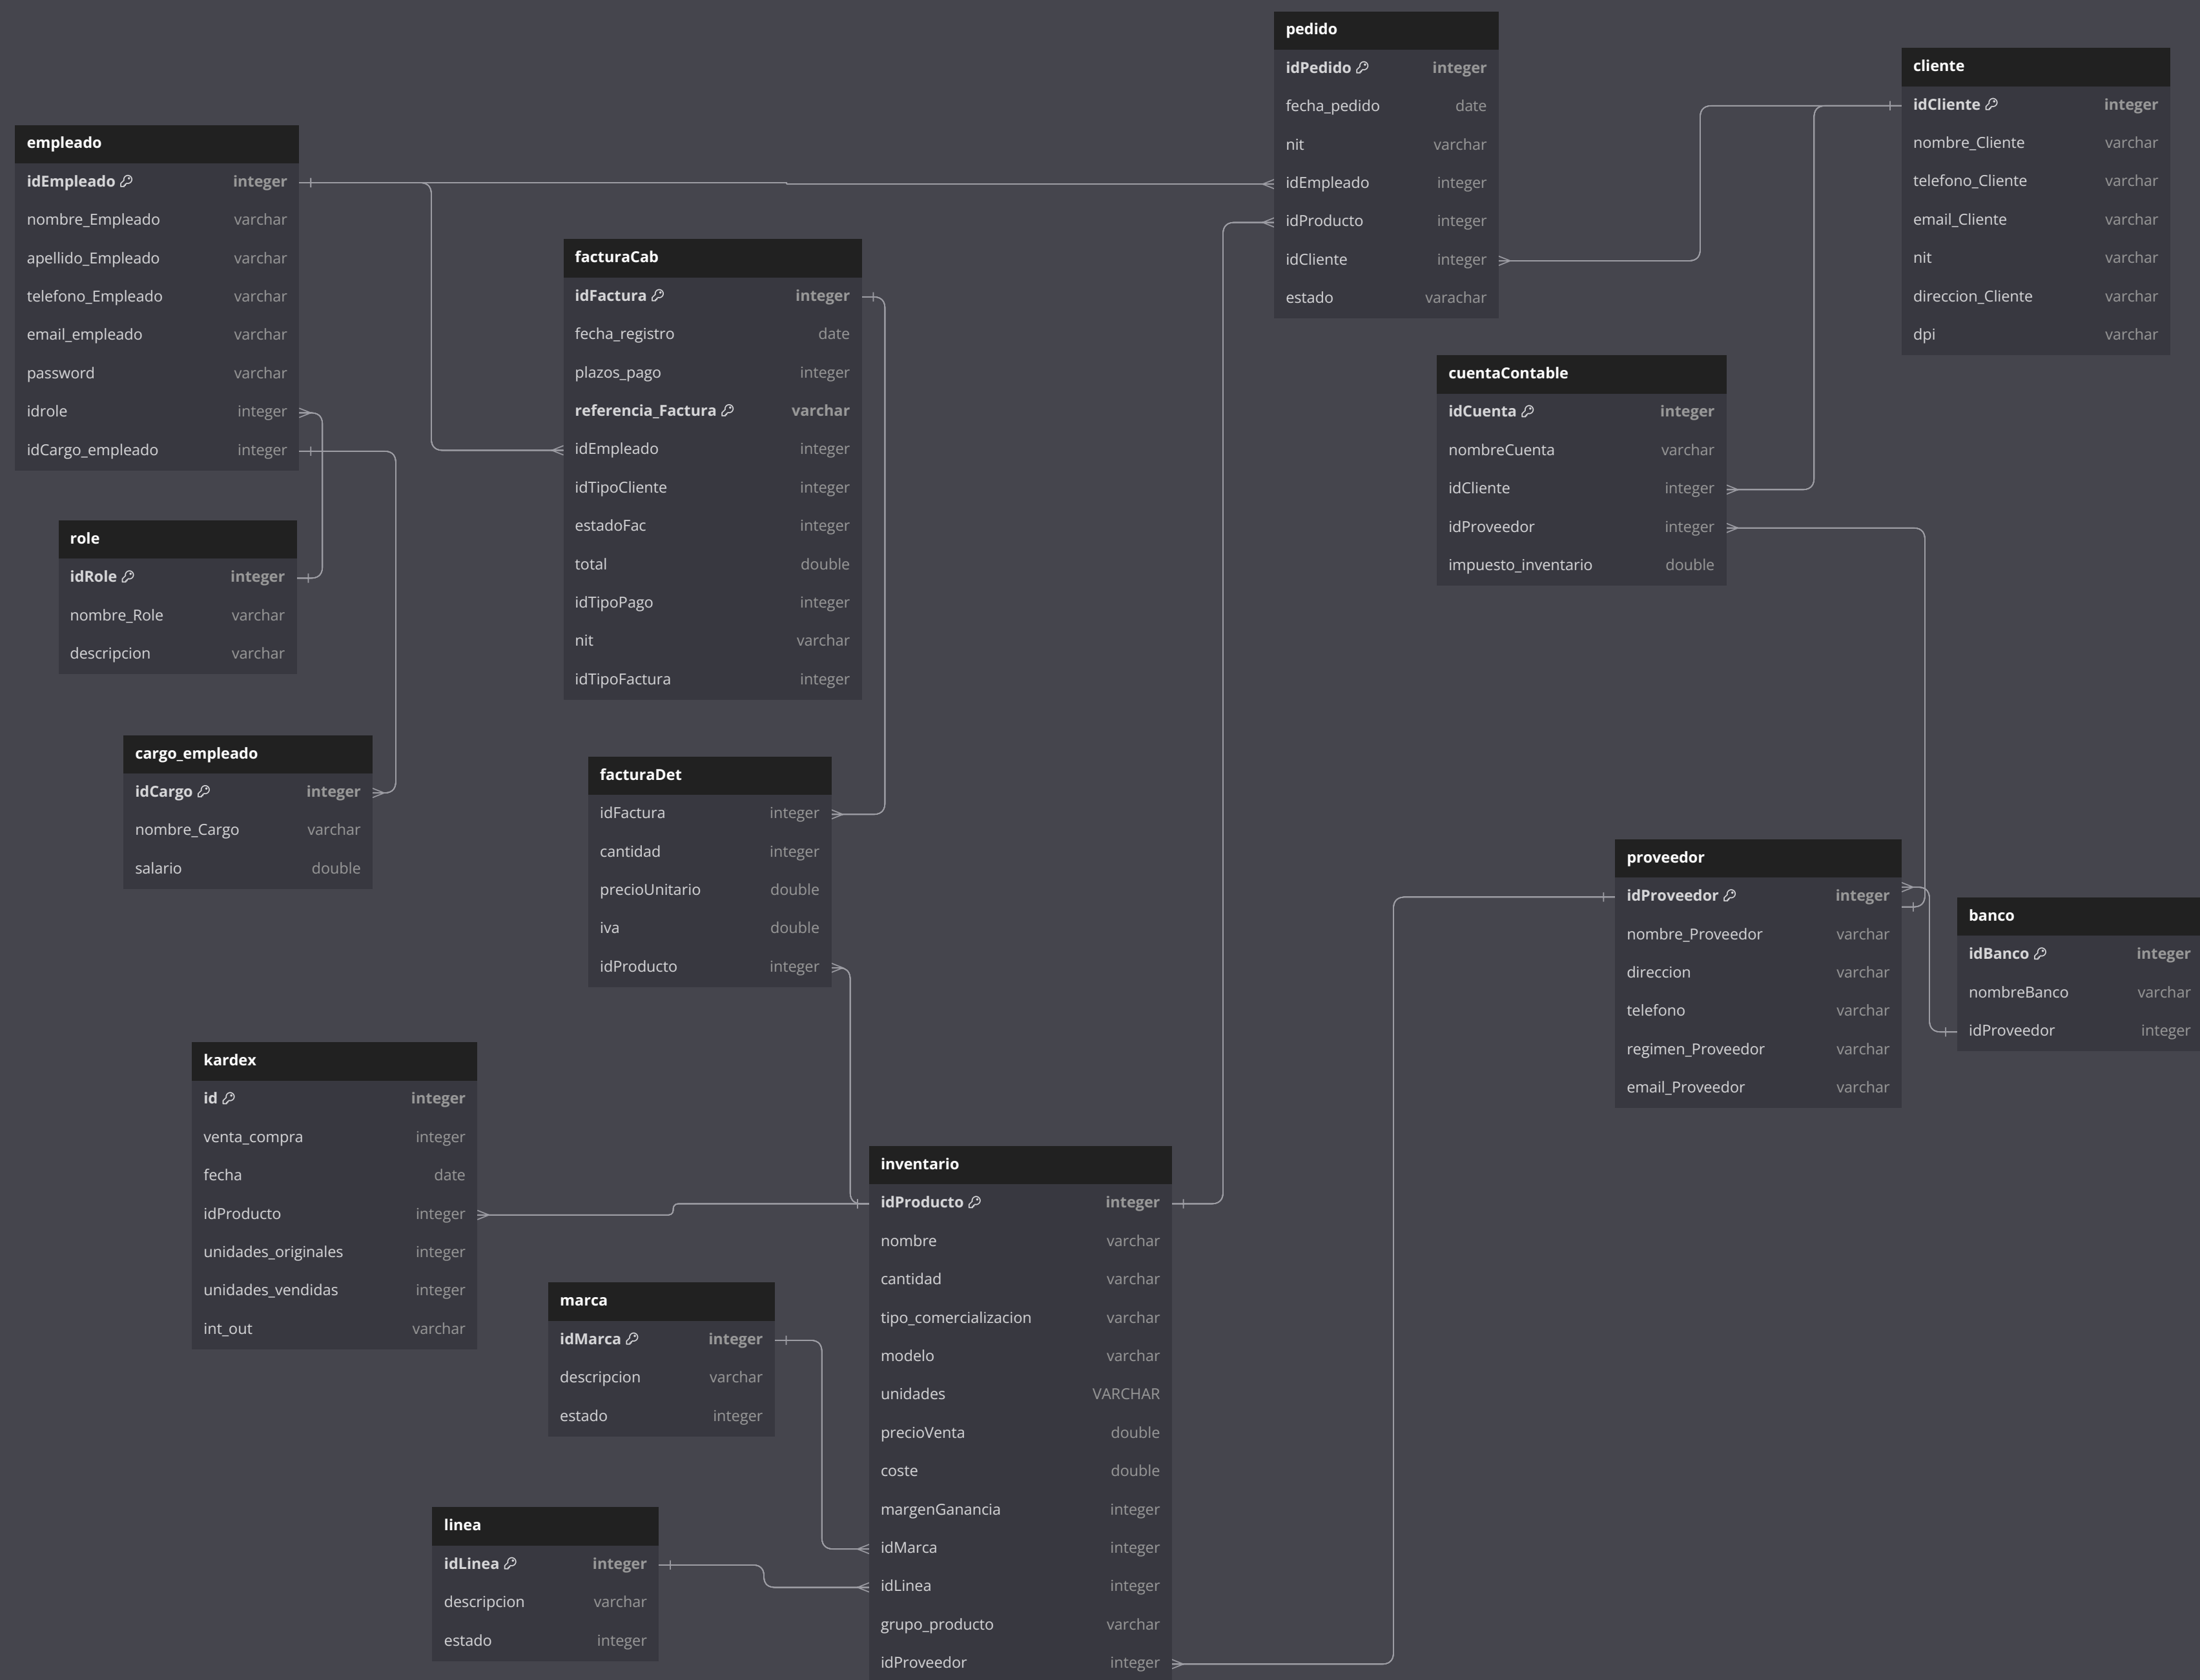 pedido
idPedido integer
fecha_pedido date
nit varchar
idEmpleado integer
idProducto integer
idCliente integer
estado varachar
cliente
idCliente integer
nombre_Cliente varchar
telefono_Cliente varchar
email_Cliente varchar
nit varchar
direccion_Cliente varchar
dpi varchar
empleado
idEmpleado integer
nombre_Empleado varchar
apellido_Empleado varchar
telefono_Empleado varchar
email_empleado varchar
password varchar
idrole integer
idCargo_empleado integer
facturaCab
idFactura integer
fecha_registro date
plazos_pago integer
referencia_Factura varchar
idEmpleado integer
idTipoCliente integer
estadoFac integer
total double
idTipoPago integer
nit varchar
idTipoFactura integer
cuentaContable
idCuenta integer
nombreCuenta varchar
idCliente integer
idProveedor integer
impuesto_inventario double
role
idRole integer
nombre_Role varchar
descripcion varchar
cargo_empleado
idCargo integer
nombre_Cargo varchar
salario double
facturaDet
idFactura integer
cantidad integer
precioUnitario double
iva double
idProducto integer
proveedor
idProveedor integer
nombre_Proveedor varchar
direccion varchar
telefono varchar
regimen_Proveedor varchar
email_Proveedor varchar
banco
idBanco integer
nombreBanco varchar
idProveedor integer
kardex
id integer
venta_compra integer
fecha date
idProducto integer
unidades_originales integer
unidades_vendidas integer
int_out varchar
inventario
idProducto integer
nombre varchar
cantidad varchar
tipo_comercializacion varchar
modelo varchar
unidades VARCHAR
precioVenta double
coste double
margenGanancia integer
idMarca integer
idLinea integer
grupo_producto varchar
idProveedor integer
marca
idMarca integer
descripcion varchar
estado integer
linea
idLinea integer
descripcion varchar
estado integer